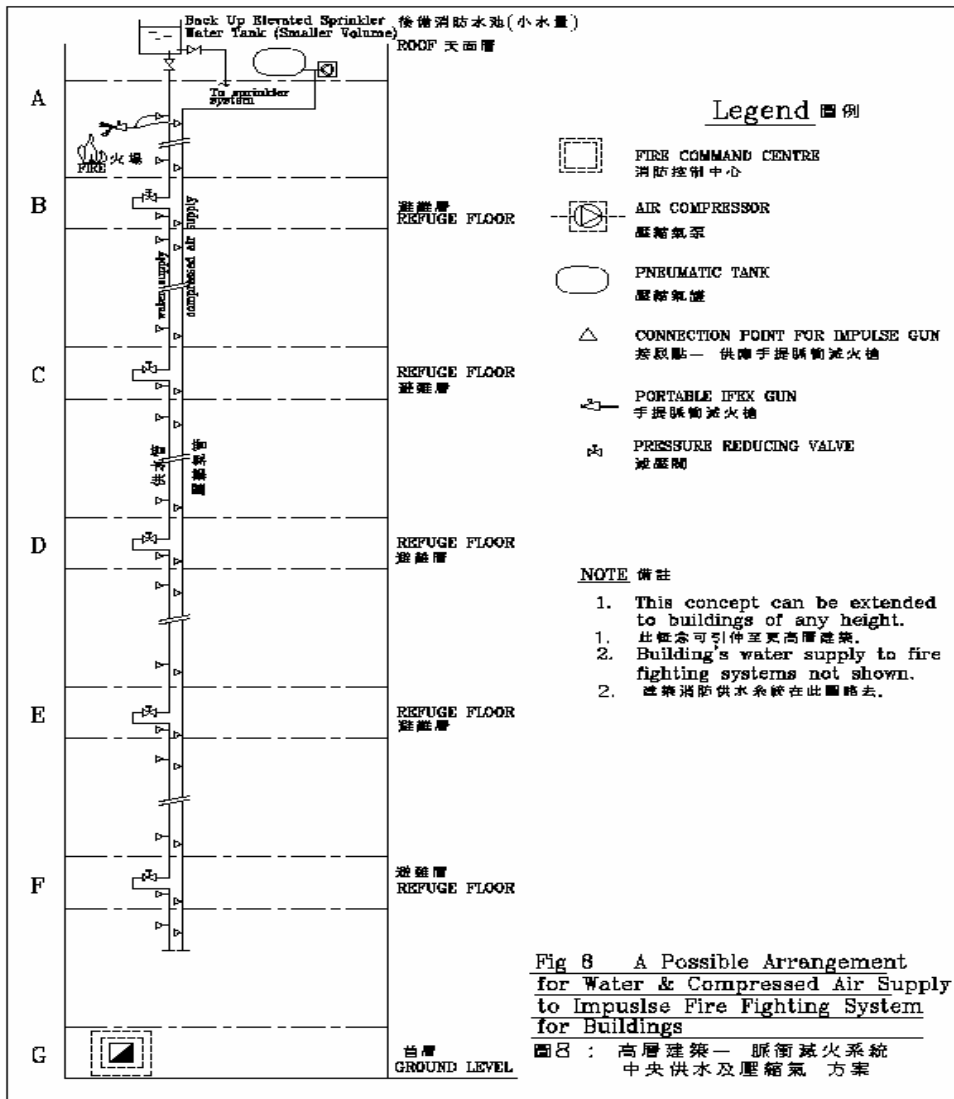 Back Up Elevated Sprinkler 後備消防水池(小水量)
Water Tank (Smaller Volume)
ROOF 天面層
To sprinkler
system
A
FIRE 火場
B
避難層
REFUGE FLOOR
water supply
compressed air supply
C
REFUGE FLOOR
避難層
供水管
壓縮氣管
D
REFUGE FLOOR
避難層
E
REFUGE FLOOR
避難層
F
避難層
REFUGE FLOOR
G
首層
GROUND LEVEL
Legend 圖例
FIRE COMMAND CENTRE
消防控制中心
AIR COMPRESSOR
壓縮氣泵
PNEUMATIC TANK
壓縮氣罐
CONNECTION POINT FOR IMPULSE GUN
供應手提脈衝滅火槍
PORTABLE IFEX GUN
手提脈衝滅火槍
PRESSURE REDUCING VALVE
減壓閥
NOTE 備註
1. This concept can be extended
to buildings of any height.
1. 此概念可引伸至更高層建築.
2. Building's water supply to fire
fighting systems not shown.
2. 建築消防供水系統在此圖略去.
Fig 8 A Possible Arrangement
for Water & Compressed Air Supply
to Impuslse Fire Fighting System
for Buildings
圖8 : 高層建築一 脈衝滅火系統
中央供水及壓縮氣 方案